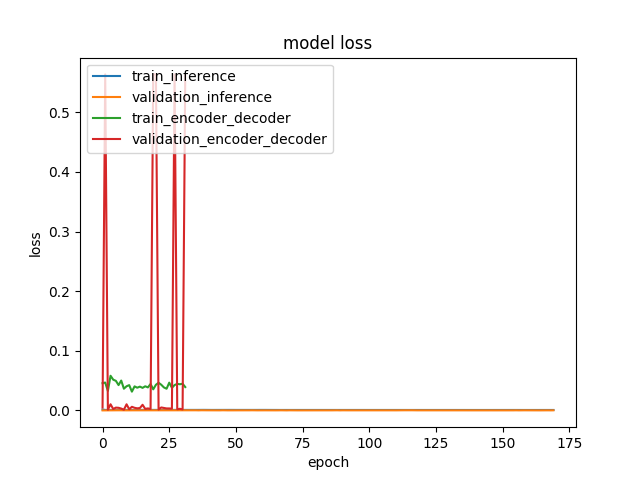 model loss
train_inference
validation_inference
train_encoder_decoder
validation_encoder_decoder
loss
0.5
0.4
0.3
0.2
0.1
0.0
0 25 50 75 100 125 150 175
epoch